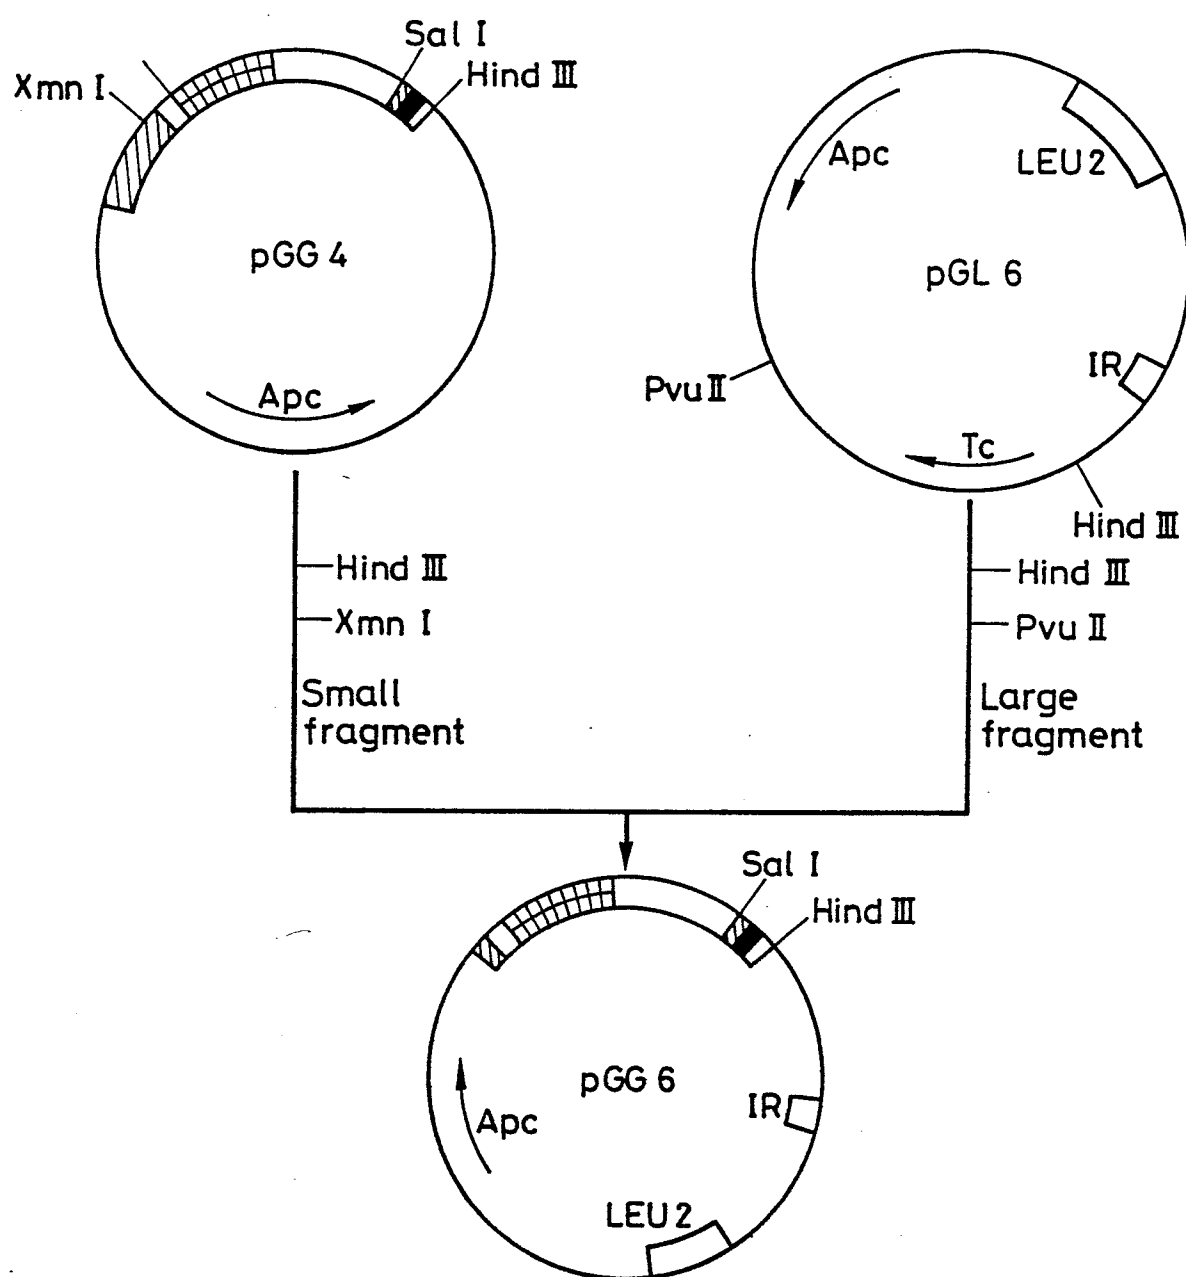 Sal I
Xmn I
Hind III
pGG 4
Apc
Apc
LEU 2
pGL 6
IR
Pvu II
Tc
Hind III
Hind III
Xmn I
Small
fragment
Hind III
Pvu II
Large
fragment
Sal I
Hind III
pGG 6
Apc
IR
LEU 2